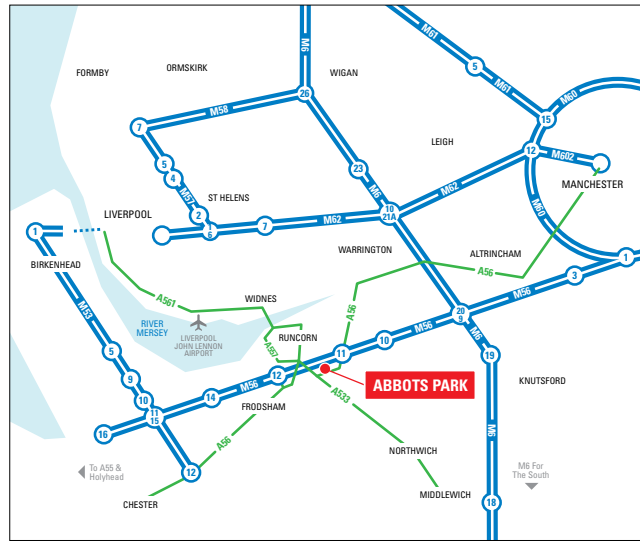 M61
M6
FORMBY
ORMSKIRK
WIGAN
5
M61
M60
26
M58
7
15
LEIGH
12
M602
MANCHESTER
5
4
23
M6
M57
ST HELENS
M62
M60
2
LIVERPOOL
10
21A
1
6
7
M62
1
BIRKENHEAD
WARRINGTON
ALTRINCHAM
A56
1
3
M56
A561
WIDNES
A56
M53
RIVER
MERSEY
LIVERPOOL
JOHN LENNON
AIRPORT
RUNCORN
A557
20
9
M56
M6
10
11
5
19
9
12
ABBOTS PARK
KNUTSFORD
M56
14
10
FRODSHAM
A533
11
15
16
A56
M6
NORTHWICH
To A55 &
Holyhead
12
M6 For
The South
MIDDLEWICH
18
CHESTER